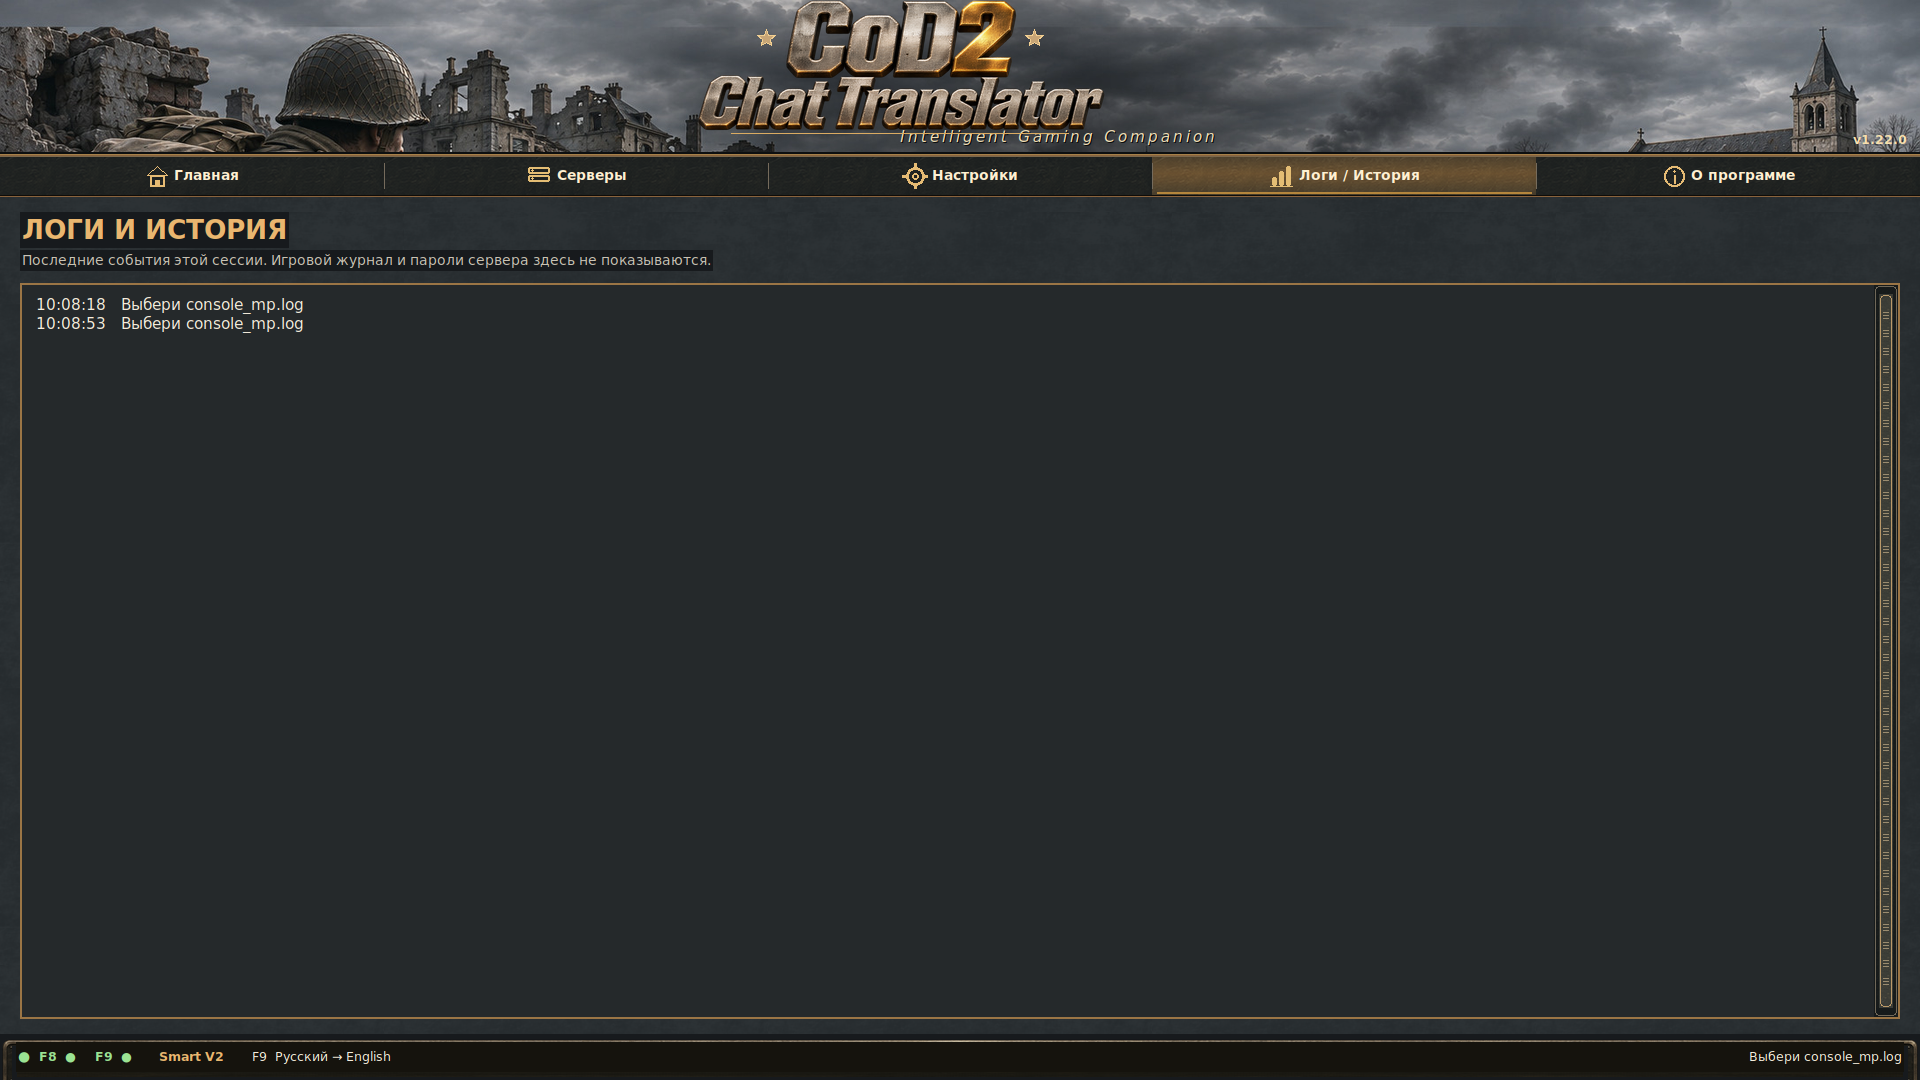 CoD2
Chat Translator
Intelligent Gaming Companion
v1.22.0
Главная
Серверы
Настройки
Логи / История
О программе
ЛОГИ И ИСТОРИЯ
Последние события этой сессии. Игровой журнал и пароли сервера здесь не показываются.
10:08:18 Выбери console_mp.log
10:08:53 Выбери console_mp.log
● F8 ● F9 ● Smart V2 F9 Русский → English
Выбери console_mp.log